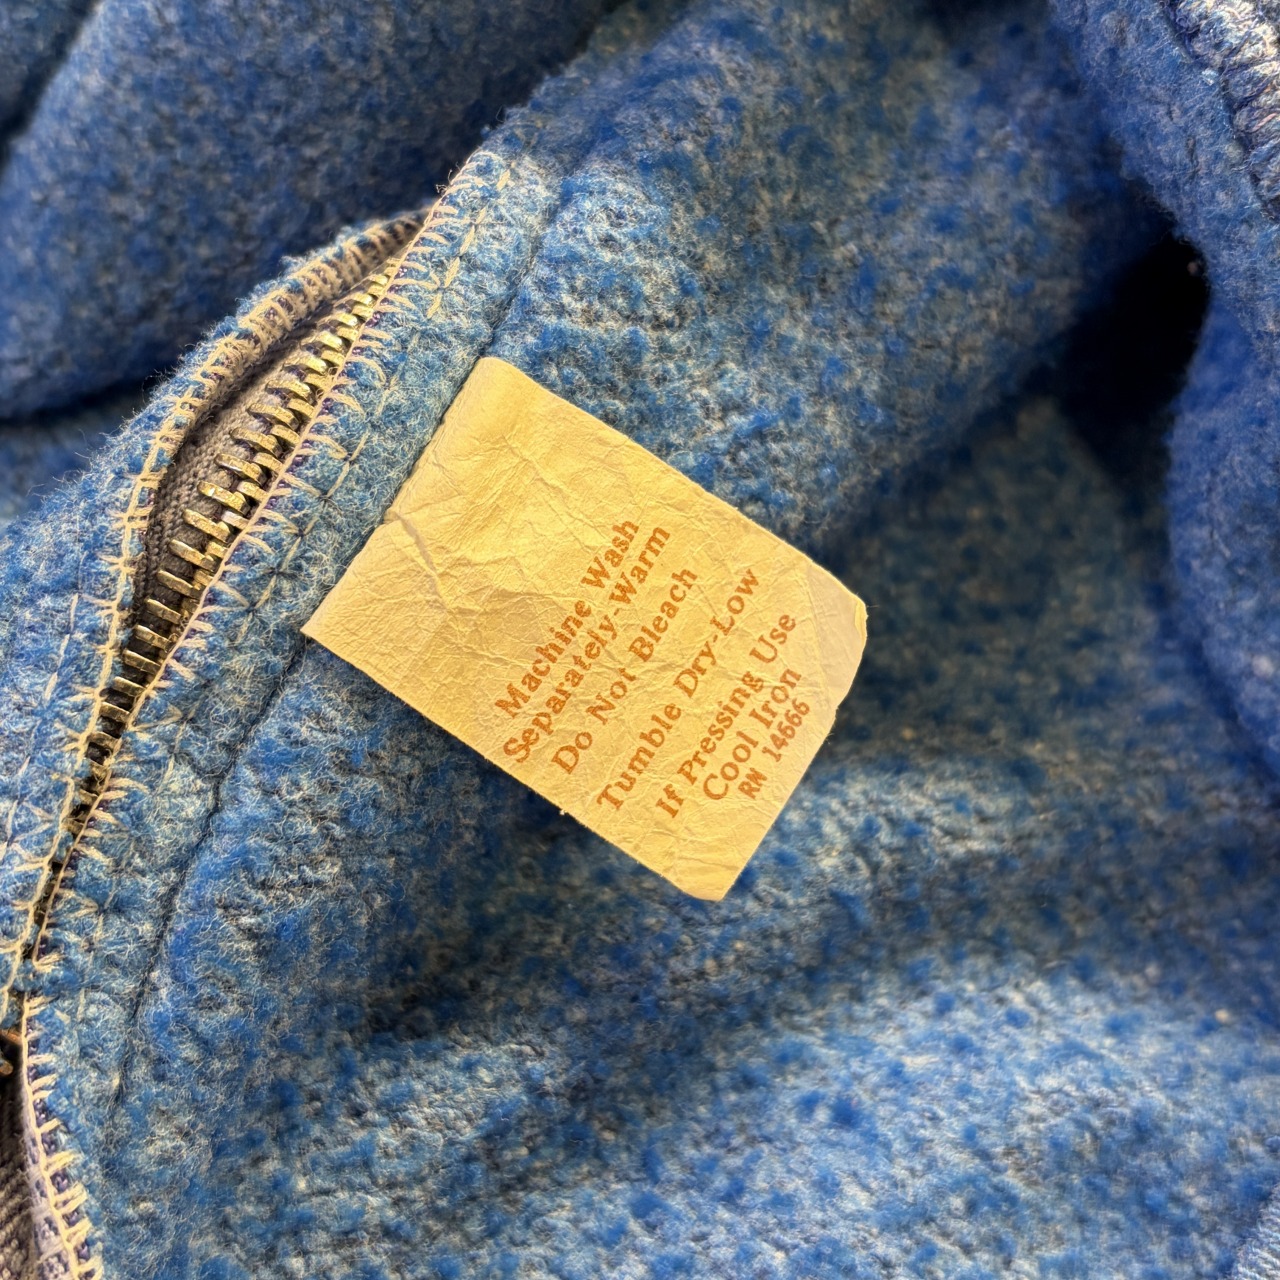 Machine Wash
Separately-Warm
Do Not Bleach
Tumble Dry-Low
If Pressing Use
Cool Iron
RN 14666